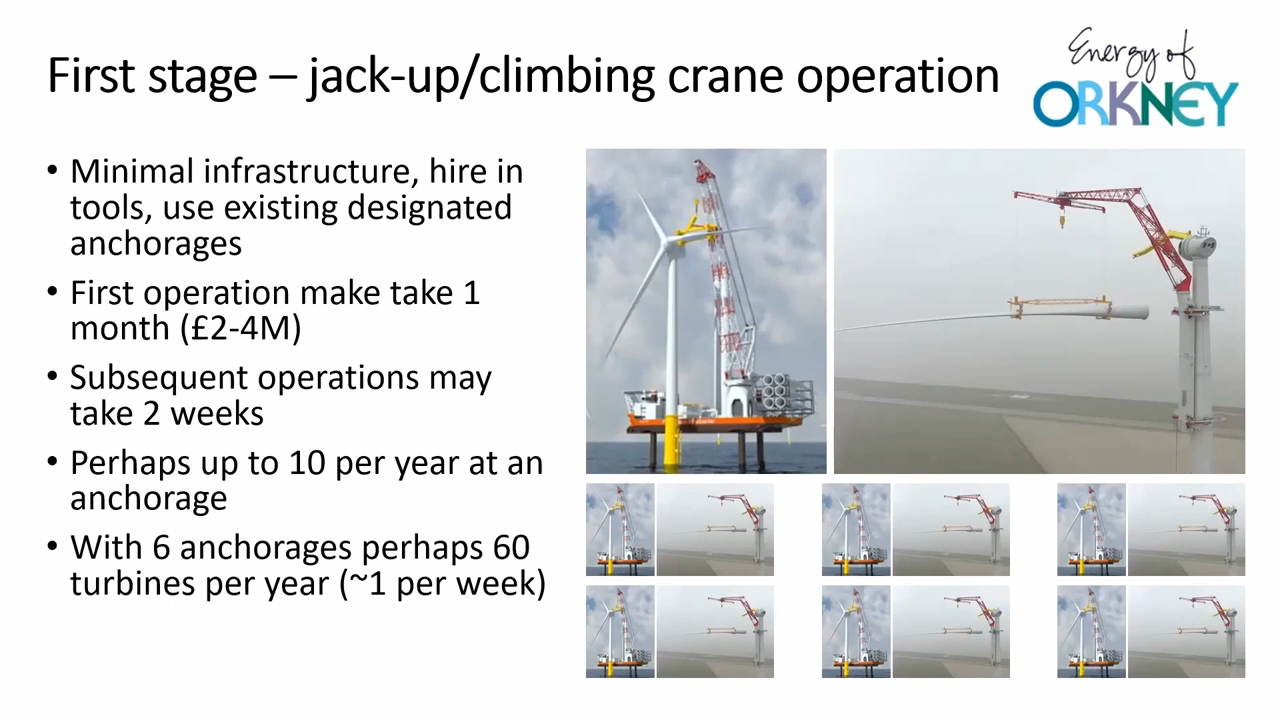 First stage – jack-up/climbing crane operation
Energy of
ORKNEY
• Minimal infrastructure, hire in
tools, use existing designated
anchorages
• First operation make take 1
month (£2-4M)
• Subsequent operations may
take 2 weeks
• Perhaps up to 10 per year at an
anchorage
• With 6 anchorages perhaps 60
turbines per year (~1 per week)